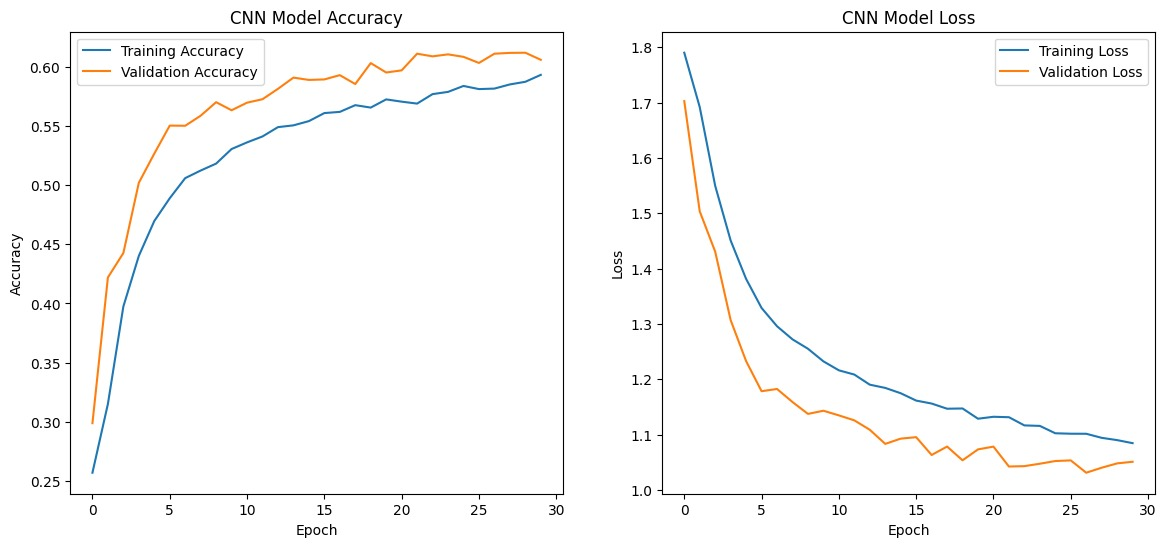 CNN Model Accuracy
Training Accuracy
Validation Accuracy
0.60
0.55
0.50
0.45
0.40
0.35
0.30
0.25
Accuracy
0 5 10 15 20 25 30
Epoch
CNN Model Loss
Training Loss
Validation Loss
1.8
1.7
1.6
1.5
1.4
1.3
1.2
1.1
1.0
Loss
0 5 10 15 20 25 30
Epoch